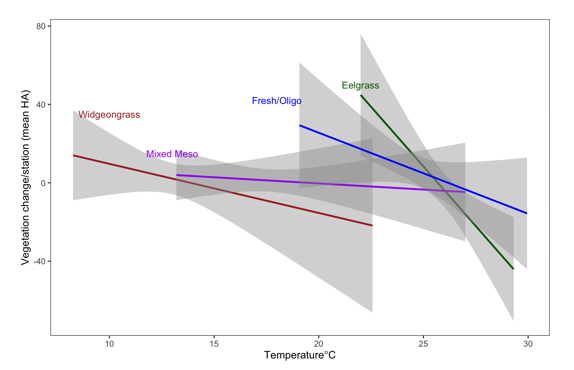 80
40
0
-40
Vegetation change/station (mean HA)
Eelgrass
Fresh/Oligo
Widgeongrass
Mixed Meso
10 15 20 25 30
Temperature°C